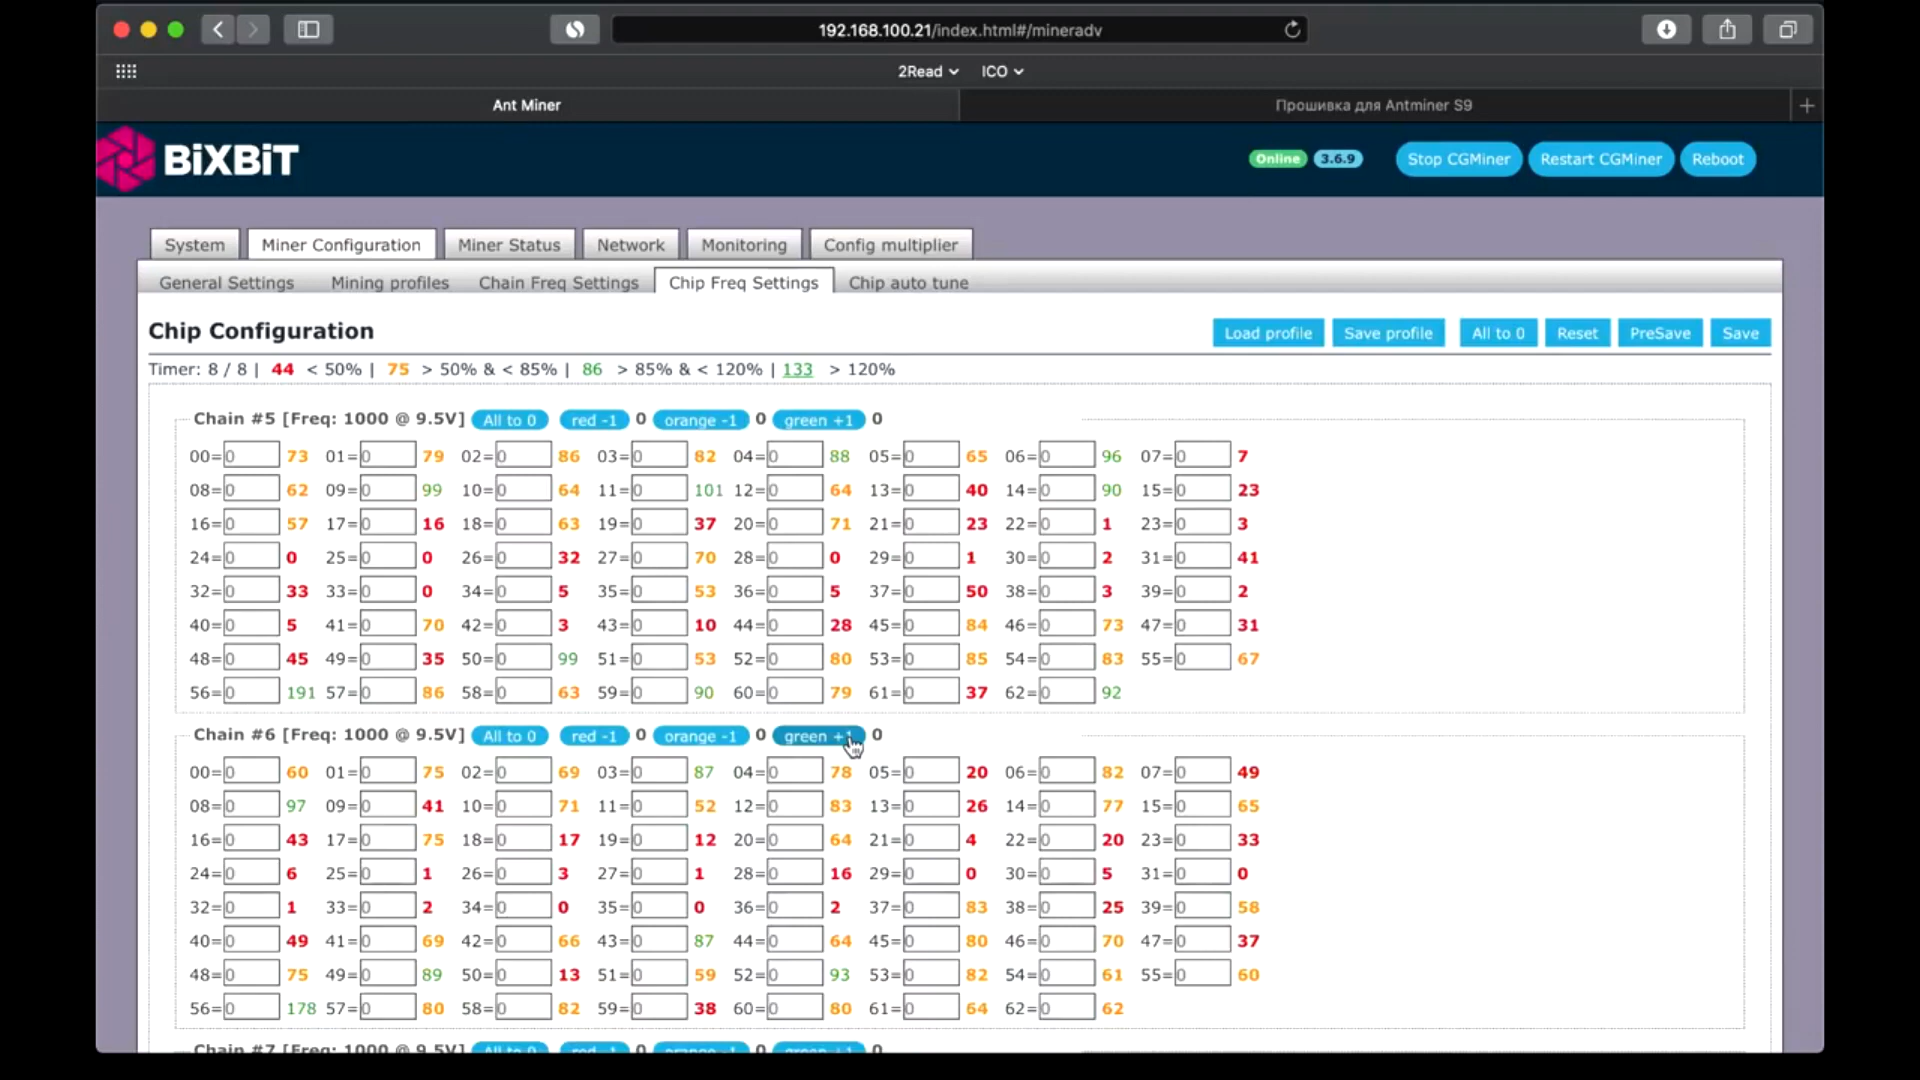 192.168.100.21/index.html#/mineradv
2Read ICO
Ant Miner Прошивка для Antminer S9
BiXBiT Online 3.6.9 Stop CGMiner Restart CGMiner Reboot
System Miner Configuration Miner Status Network Monitoring Config multiplier
General Settings Mining profiles Chain Freq Settings Chip Freq Settings Chip auto tune
Chip Configuration Load profile Save profile All to 0 Reset PreSave Save
Timer: 8 / 8 | 44 < 50% | 75 > 50% & < 85% | 86 > 85% & < 120% | 133 > 120%
Chain #5 [Freq: 1000 @ 9.5V] All to 0 red -1 0 orange -1 0 green +1 0
00=0 73 01=0 79 02=0 86 03=0 82 04=0 88 05=0 65 06=0 96 07=0 7
08=0 62 09=0 99 10=0 64 11=0 101 12=0 64 13=0 40 14=0 90 15=0 23
16=0 57 17=0 16 18=0 63 19=0 37 20=0 71 21=0 23 22=0 1 23=0 3
24=0 0 25=0 0 26=0 32 27=0 70 28=0 0 29=0 1 30=0 2 31=0 41
32=0 33 33=0 0 34=0 5 35=0 53 36=0 5 37=0 50 38=0 3 39=0 2
40=0 5 41=0 70 42=0 3 43=0 10 44=0 28 45=0 84 46=0 73 47=0 31
48=0 45 49=0 35 50=0 99 51=0 53 52=0 80 53=0 85 54=0 83 55=0 67
56=0 191 57=0 86 58=0 63 59=0 90 60=0 79 61=0 37 62=0 92
Chain #6 [Freq: 1000 @ 9.5V] All to 0 red -1 0 orange -1 0 green +1 0
00=0 60 01=0 75 02=0 69 03=0 87 04=0 78 05=0 20 06=0 82 07=0 49
08=0 97 09=0 41 10=0 71 11=0 52 12=0 83 13=0 26 14=0 77 15=0 65
16=0 43 17=0 75 18=0 17 19=0 12 20=0 64 21=0 4 22=0 20 23=0 33
24=0 6 25=0 1 26=0 3 27=0 1 28=0 16 29=0 0 30=0 5 31=0 0
32=0 1 33=0 2 34=0 0 35=0 0 36=0 2 37=0 83 38=0 25 39=0 58
40=0 49 41=0 69 42=0 66 43=0 87 44=0 64 45=0 80 46=0 70 47=0 37
48=0 75 49=0 89 50=0 13 51=0 59 52=0 93 53=0 82 54=0 61 55=0 60
56=0 178 57=0 80 58=0 82 59=0 38 60=0 80 61=0 64 62=0 62
Chain #7 [Freq: 1000 @ 9.5V] All to 0 red -1 0 orange -1 0 green +1 0